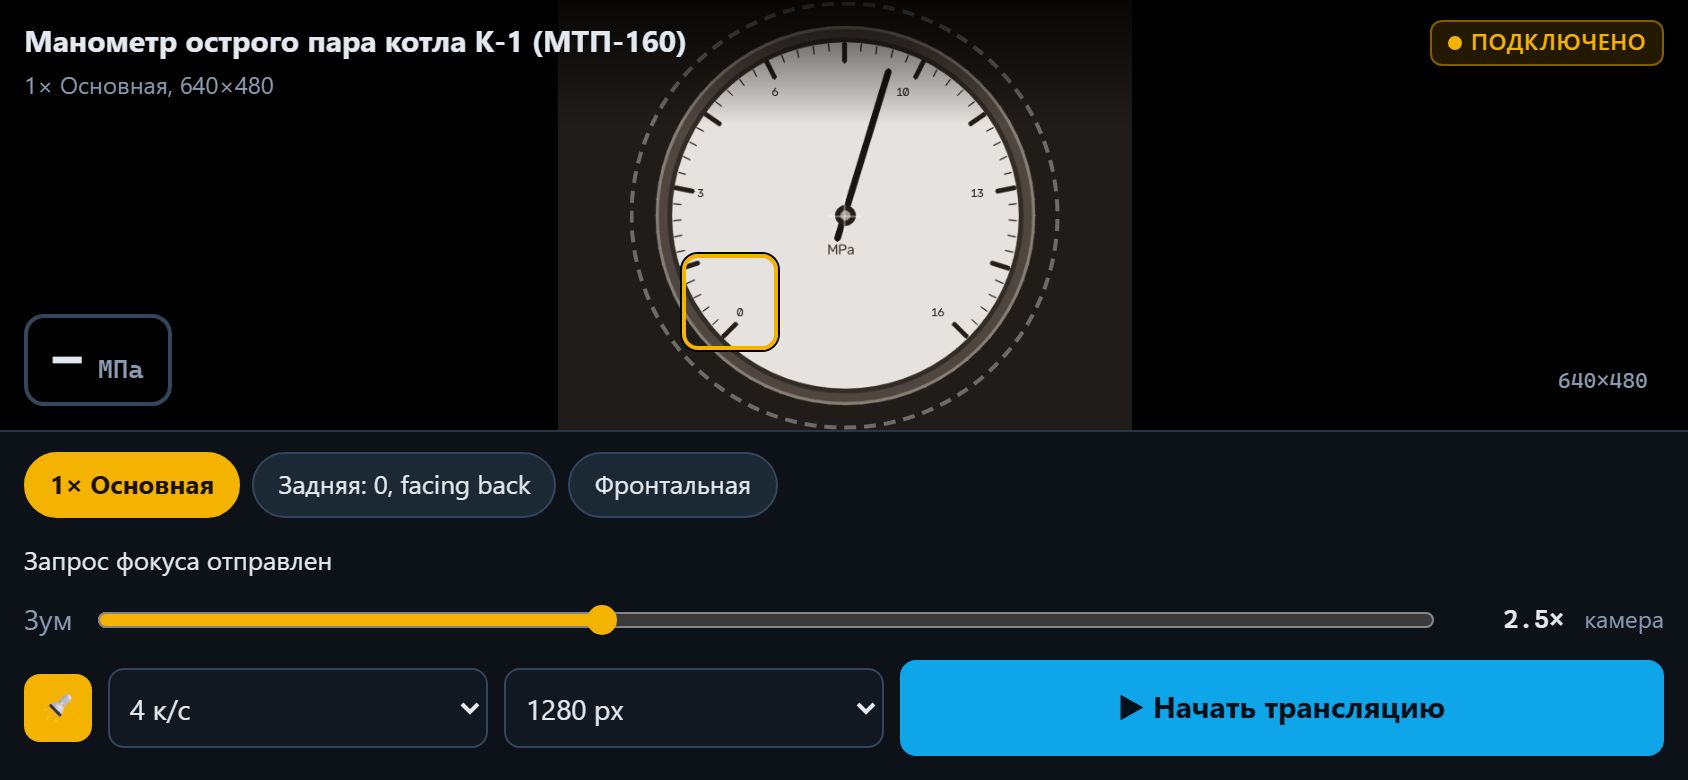 Манометр острого пара котла К-1 (МТП-160)
1× Основная, 640×480
ПОДКЛЮЧЕНО
6
10
3
13
MPa
0
16
— МПа
640×480
1× Основная
Задняя: 0, facing back
Фронтальная
Запрос фокуса отправлен
Зум
2.5× камера
4 к/с
1280 px
▶ Начать трансляцию